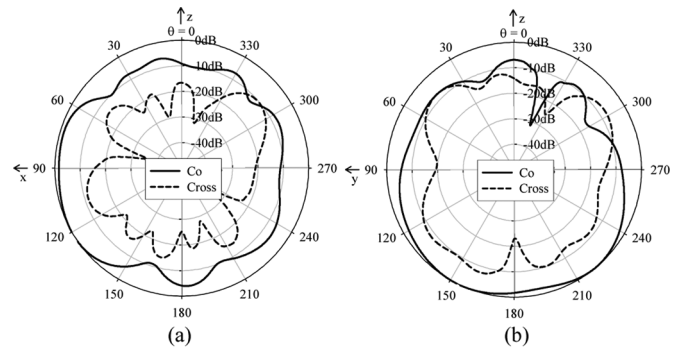 z
θ = 0
0dB
30
330
-10dB
60
-20dB
300
-30dB
-40dB
x
90
270
Co
Cross
120
240
150
210
180
(a)
z
θ = 0
0dB
30
330
-10dB
60
-20dB
300
-30dB
-40dB
y
90
270
Co
Cross
120
240
150
210
180
(b)